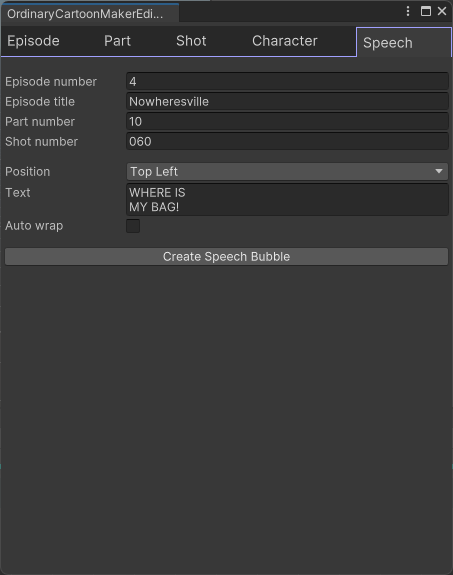 OrdinaryCartoonMakerEdi...
Episode Part Shot Character Speech
Episode number 4
Episode title Nowheresville
Part number 10
Shot number 060
Position Top Left
Text WHERE IS
MY BAG!
Auto wrap
Create Speech Bubble